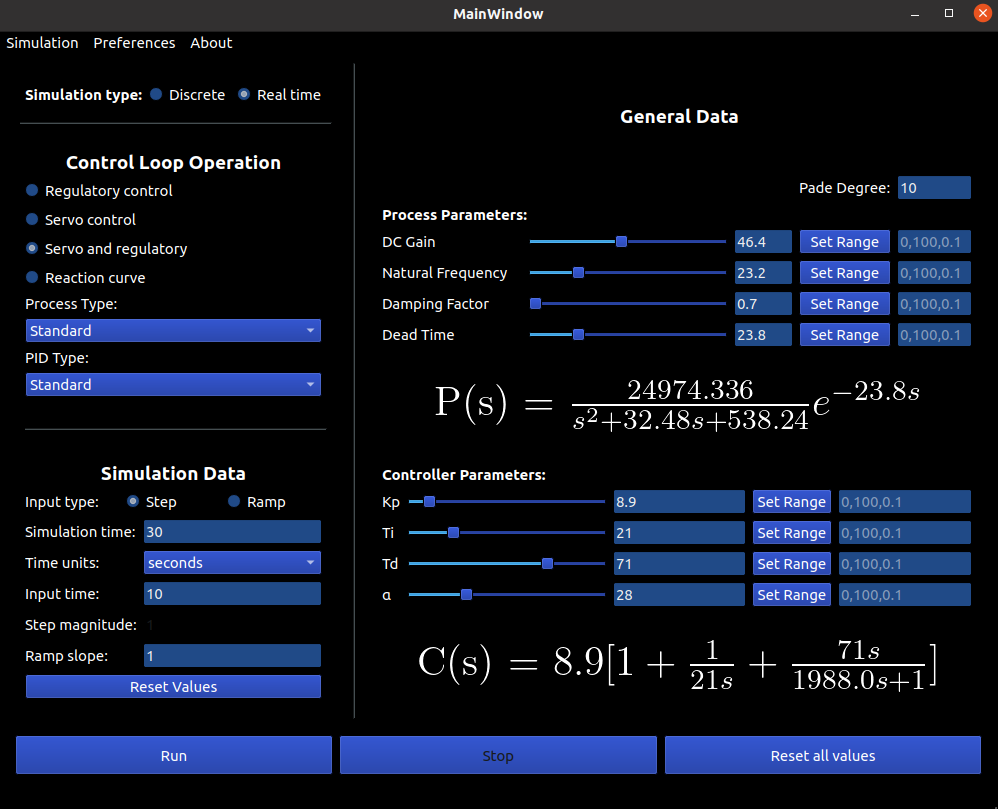 MainWindow
Simulation Preferences About
Simulation type: Discrete Real time
Control Loop Operation
Regulatory control
Servo control
Servo and regulatory
Reaction curve
Process Type:
Standard
PID Type:
Standard
Simulation Data
Input type: Step Ramp
Simulation time: 30
Time units: seconds
Input time: 10
Step magnitude: 1
Ramp slope: 1
Reset Values
General Data
Pade Degree: 10
Process Parameters:
DC Gain 46.4 Set Range 0,100,0.1
Natural Frequency 23.2 Set Range 0,100,0.1
Damping Factor 0.7 Set Range 0,100,0.1
Dead Time 23.8 Set Range 0,100,0.1
P(s) = \frac{24974.336}{s^2+32.48s+538.24}e^{-23.8s}
Controller Parameters:
Kp 8.9 Set Range 0,100,0.1
Ti 21 Set Range 0,100,0.1
Td 71 Set Range 0,100,0.1
α 28 Set Range 0,100,0.1
C(s) = 8.9[1 + \frac{1}{21s} + \frac{71s}{1988.0s+1}]
Run Stop Reset all values